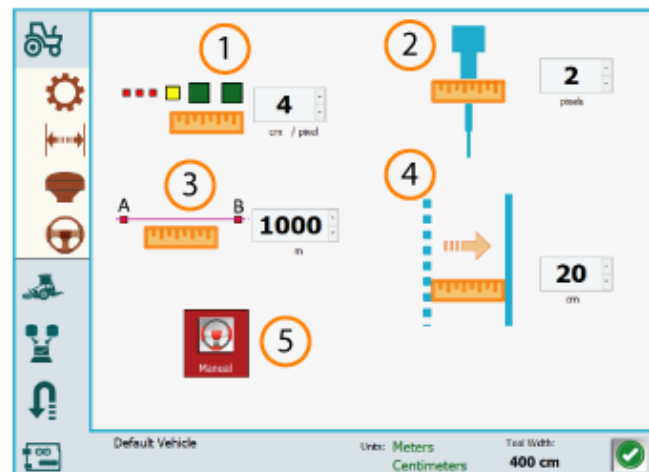 1
2
4
cm / pixel
2
pixels
3
4
A
B
1000
m
20
cm
Manual
5
Default Vehicle
Units: Meters
Centimeters
Tool Width:
400 cm